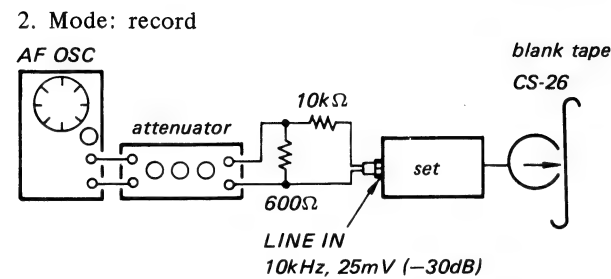 2. Mode: record
AF OSC
blank tape
CS-26
10kΩ
attenuator
set
600Ω
LINE IN
10kHz, 25mV (−30dB)